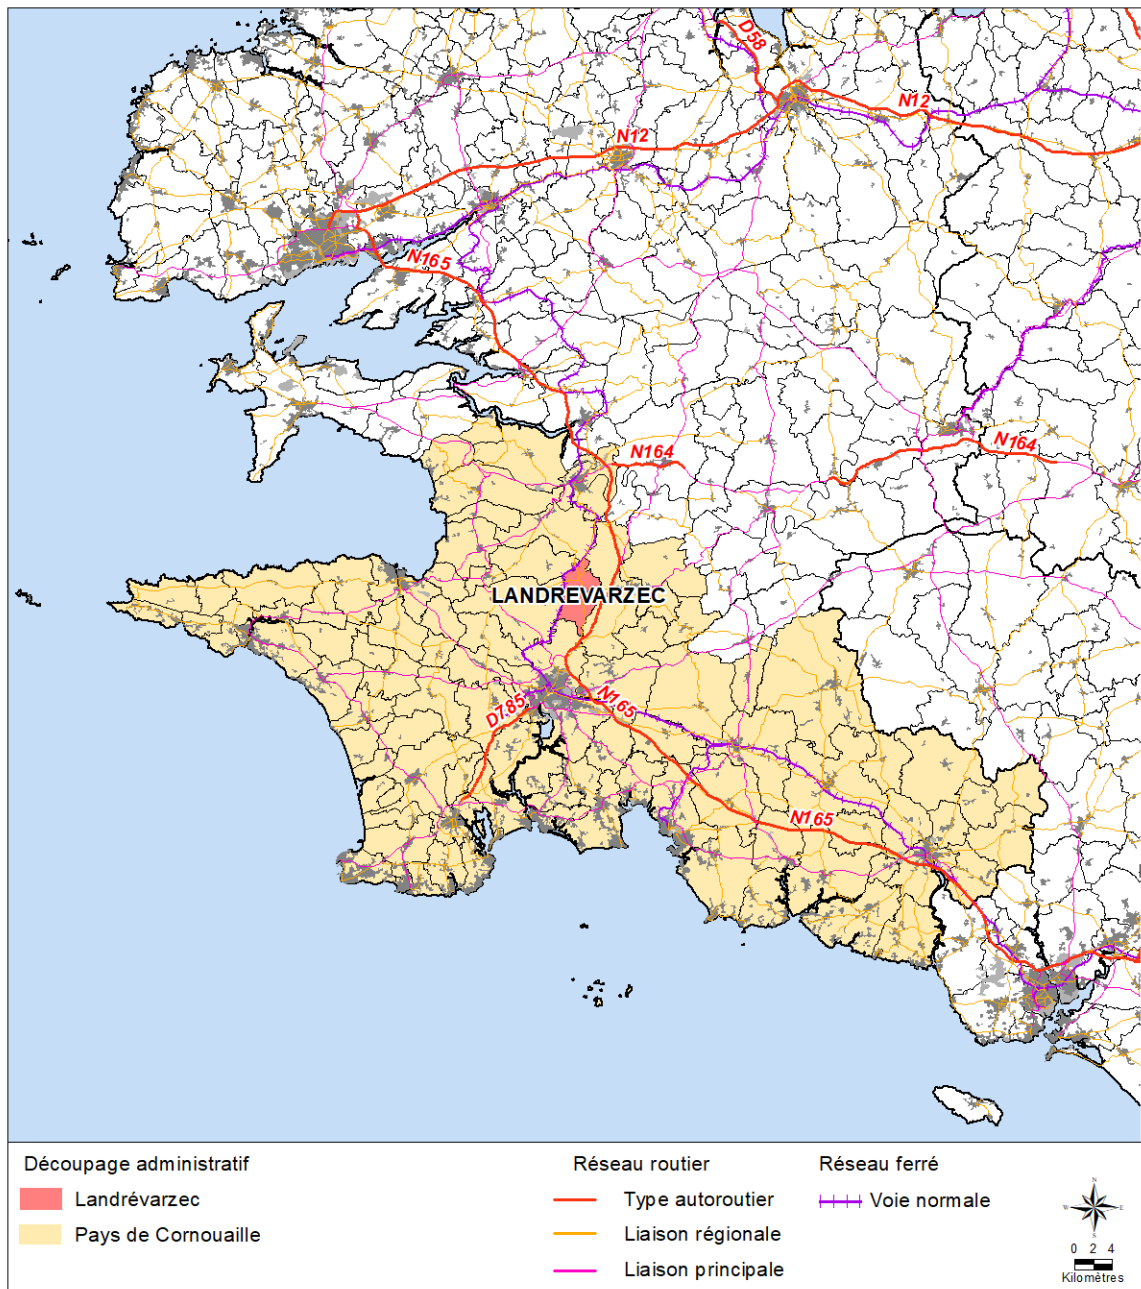 D58
N12
N12
N165
N164
N164
LANDREVARZEC
D785
N165
N165
Découpage administratif
Landrévarzec
Pays de Cornouaille
Réseau routier
Type autoroutier
Liaison régionale
Liaison principale
Réseau ferré
Voie normale
N
W
E
S
0 2 4
Kilomètres